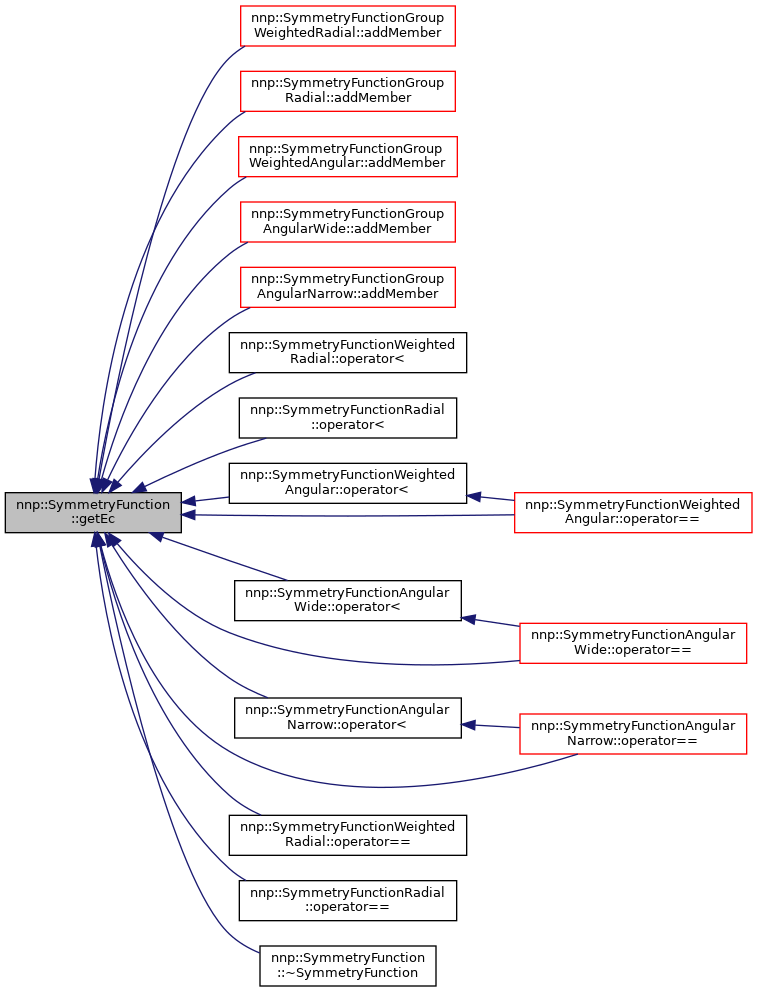 nnp::SymmetryFunctionGroup
WeightedRadial::addMember
nnp::SymmetryFunctionGroup
Radial::addMember
nnp::SymmetryFunctionGroup
WeightedAngular::addMember
nnp::SymmetryFunctionGroup
AngularWide::addMember
nnp::SymmetryFunctionGroup
AngularNarrow::addMember
nnp::SymmetryFunctionWeighted
Radial::operator<
nnp::SymmetryFunctionRadial
::operator<
nnp::SymmetryFunctionWeighted
Angular::operator<
nnp::SymmetryFunction
::getEc
nnp::SymmetryFunctionWeighted
Angular::operator==
nnp::SymmetryFunctionAngular
Wide::operator<
nnp::SymmetryFunctionAngular
Wide::operator==
nnp::SymmetryFunctionAngular
Narrow::operator<
nnp::SymmetryFunctionAngular
Narrow::operator==
nnp::SymmetryFunctionWeighted
Radial::operator==
nnp::SymmetryFunctionRadial
::operator==
nnp::SymmetryFunction
::~SymmetryFunction